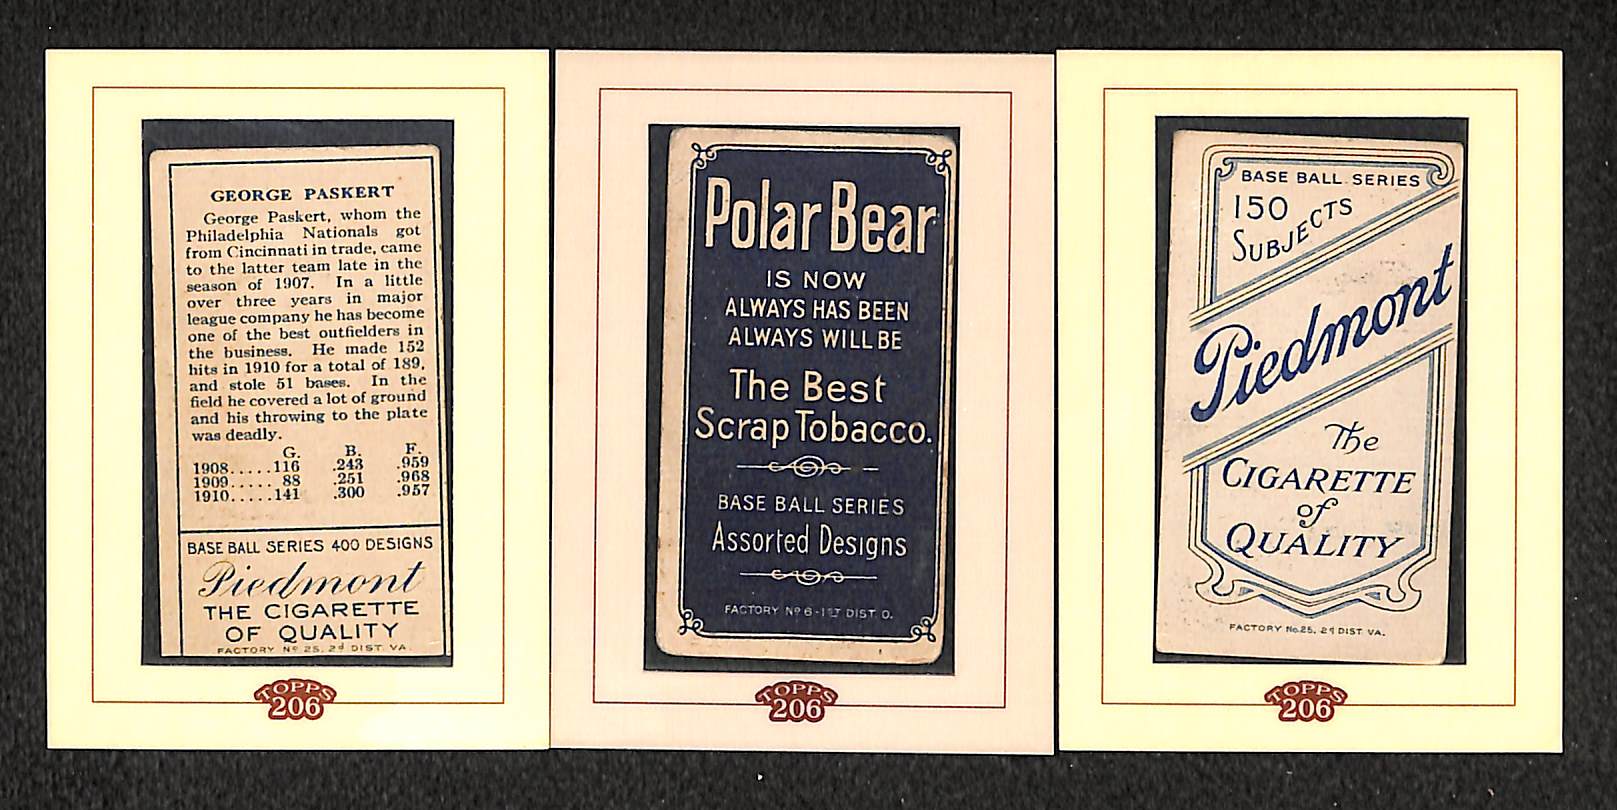 GEORGE PASKERT
George Paskert, whom the
Philadelphia Nationals got
from Cincinnati in trade, came
to the latter team late in the
season of 1907. In a little
over three years in major
league company he has become
one of the best outfielders in
the business. He made 152
hits in 1910 for a total of 189,
and stole 51 bases. In the
field he covered a lot of ground
and his throwing to the plate
was deadly.
G. B. F.
1908.....116 .243 .959
1909..... 88 .251 .968
1910.....141 .300 .957
BASE BALL SERIES 400 DESIGNS
Piedmont
THE CIGARETTE
OF QUALITY
FACTORY Nº 25, 2d DIST. VA.
TOPPS
206
Polar Bear
IS NOW
ALWAYS HAS BEEN
ALWAYS WILL BE
The Best
Scrap Tobacco.
BASE BALL SERIES
Assorted Designs
FACTORY Nº 6-1ST DIST. O.
TOPPS
206
BASE BALL SERIES
150
SUBJECTS
Piedmont
The
CIGARETTE
of
QUALITY
FACTORY No.25, 2d DIST. VA.
TOPPS
206